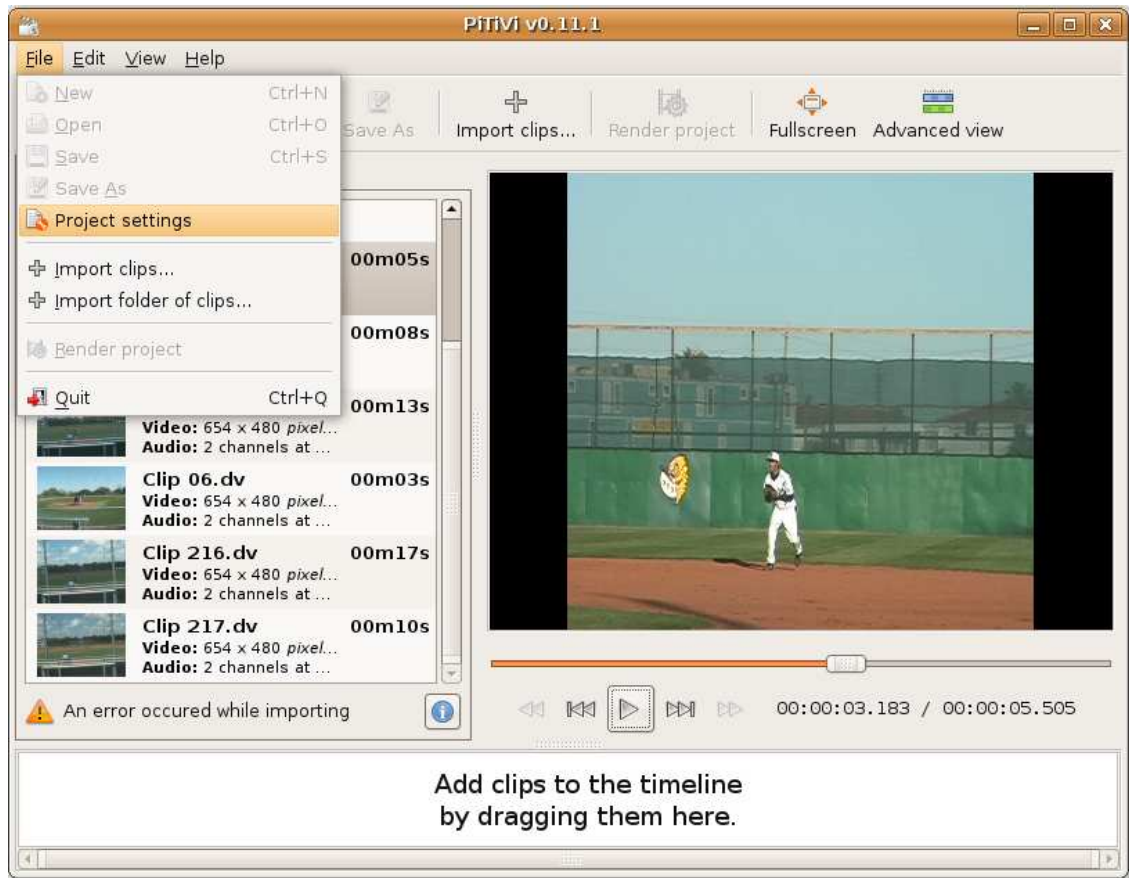 PiTiVi v0.11.1
File Edit View Help
New Ctrl+N
Open Ctrl+O
Save Ctrl+S
Save As
Project settings
Import clips...
Import folder of clips...
Render project
Quit Ctrl+Q
Save As
Import clips...
Render project
Fullscreen
Advanced view
00m05s
00m08s
00m13s
Video: 654 x 480 pixel...
Audio: 2 channels at ...
Clip 06.dv 00m03s
Video: 654 x 480 pixel...
Audio: 2 channels at ...
Clip 216.dv 00m17s
Video: 654 x 480 pixel...
Audio: 2 channels at ...
Clip 217.dv 00m10s
Video: 654 x 480 pixel...
Audio: 2 channels at ...
An error occured while importing
00:00:03.183 / 00:00:05.505
Add clips to the timeline
by dragging them here.